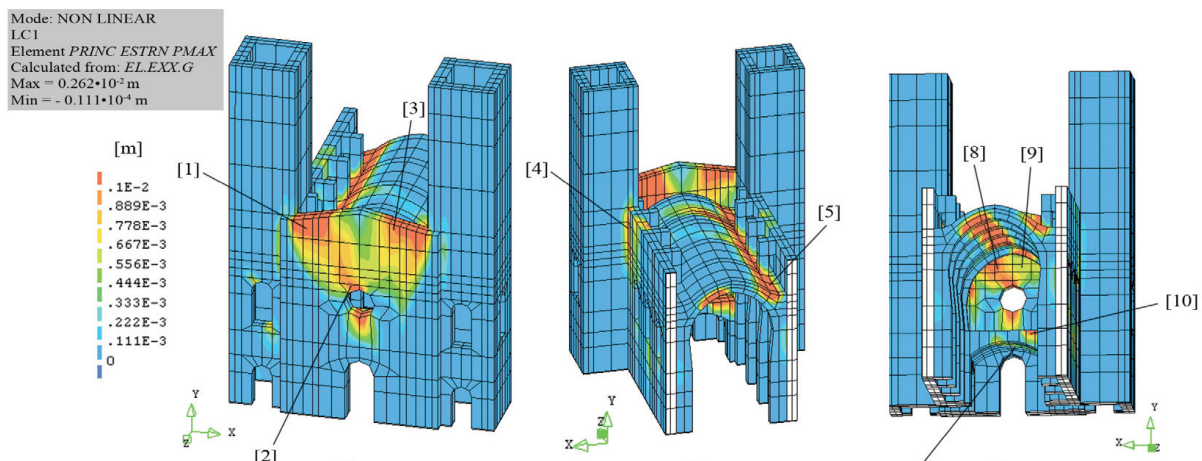 Mode: NON LINEAR
LC1
Element PRINC ESTRN PMAX
Calculated from: EL.EXX.G
Max = 0.262•10-2 m
Min = - 0.111•10-4 m
[m]
.1E-2
.889E-3
.778E-3
.667E-3
.556E-3
.444E-3
.333E-3
.222E-3
.111E-3
0
[1]
[3]
[2]
Y
X
Z
[4]
[5]
Y
Z
X
[8]
[9]
[10]
Y
X
Z